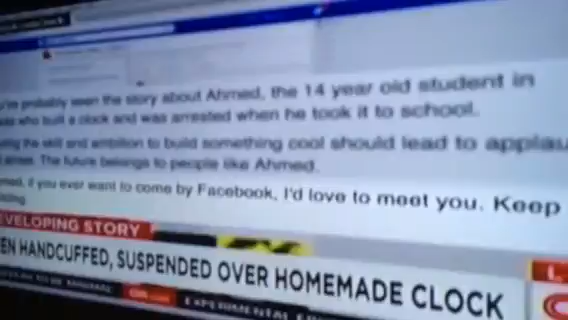 probably seen the story about Ahmed, the 14 year old student in
who built a clock and was arrested when he took it to school.
the skill and ambition to build something cool should lead to applau
The future belongs to people like Ahmed.
if you ever want to come by Facebook, I'd love to meet you. Keep
EVELOPING STORY
EN HANDCUFFED, SUSPENDED OVER HOMEMADE CLOCK